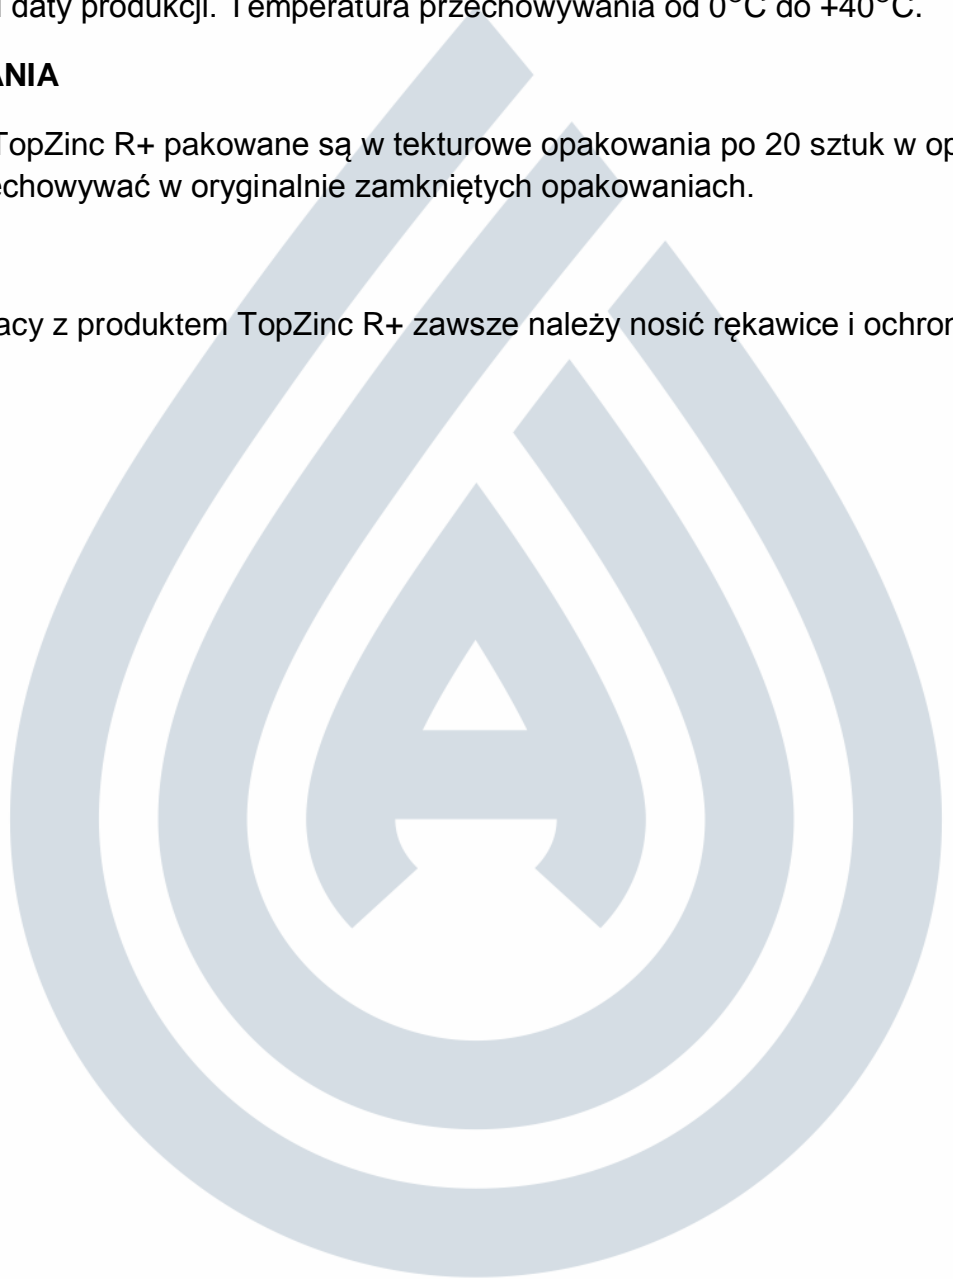 daty produkcji. Temperatura przechowywania od 0°C do +40°C.
ANIA
TopZinc R+ pakowane są w tekturowe opakowania po 20 sztuk w op
echowywać w oryginalnie zamkniętych opakowaniach.
acy z produktem TopZinc R+ zawsze należy nosić rękawice i ochron